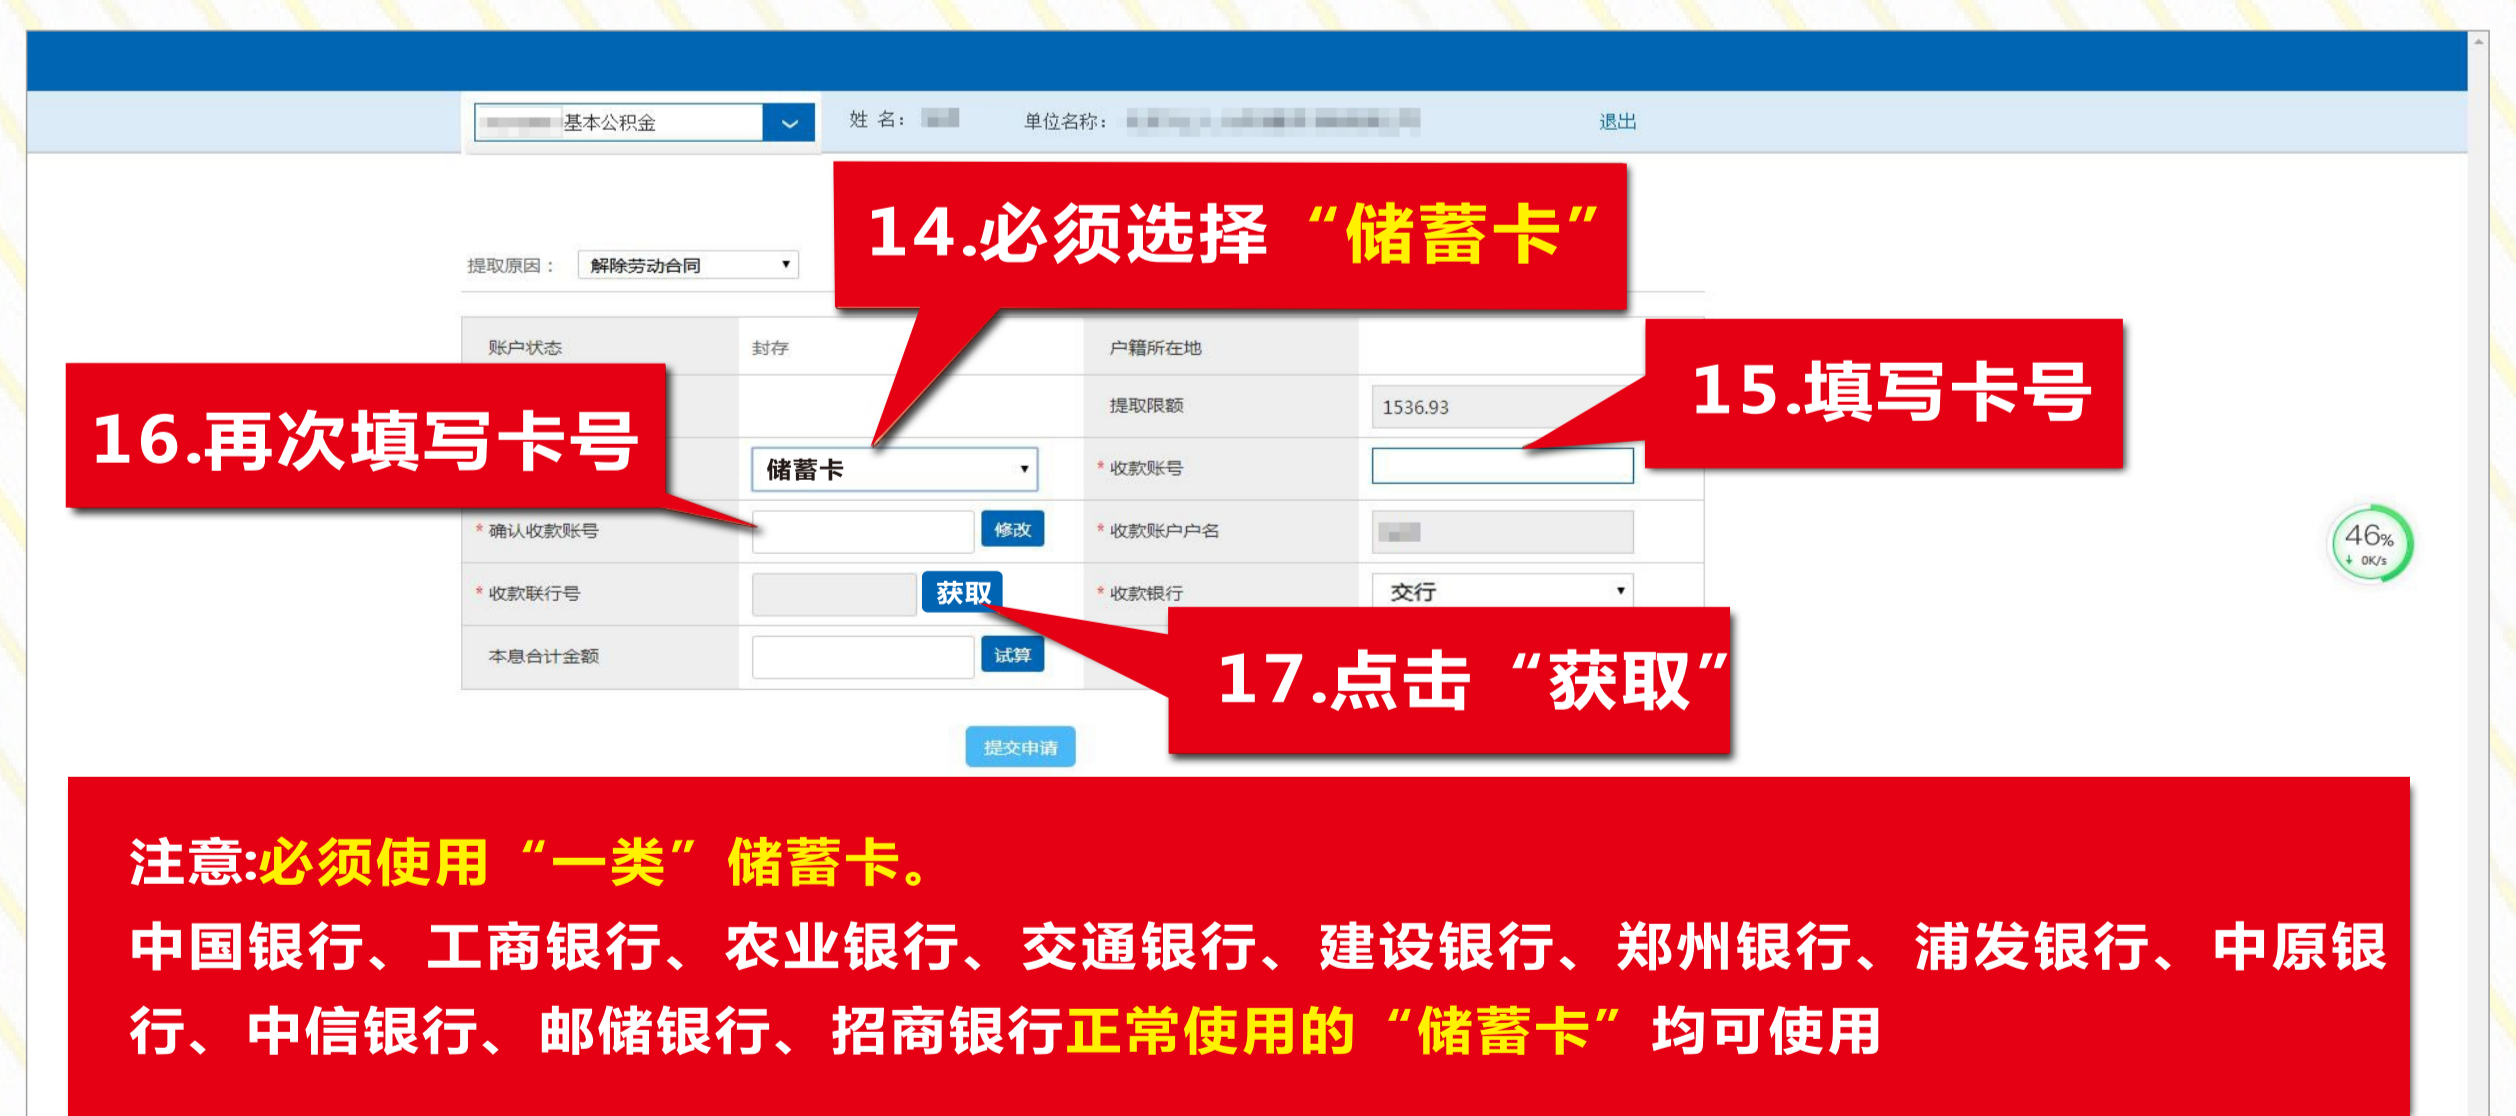 基本公积金
姓 名：
单位名称：
退出
14.必须选择“储蓄卡”
提取原因： 解除劳动合同
账户状态 封存 户籍所在地
15.填写卡号
16.再次填写卡号
提取限额 1536.93
储蓄卡 * 收款账号
* 确认收款账号 修改 * 收款账户户名
46%
0K/s
* 收款联行号 获取 * 收款银行 交行
17.点击“获取”
本息合计金额 试算
提交申请
注意:必须使用“一类”储蓄卡。
中国银行、工商银行、农业银行、交通银行、建设银行、郑州银行、浦发银行、中原银
行、中信银行、邮储银行、招商银行正常使用的“储蓄卡”均可使用